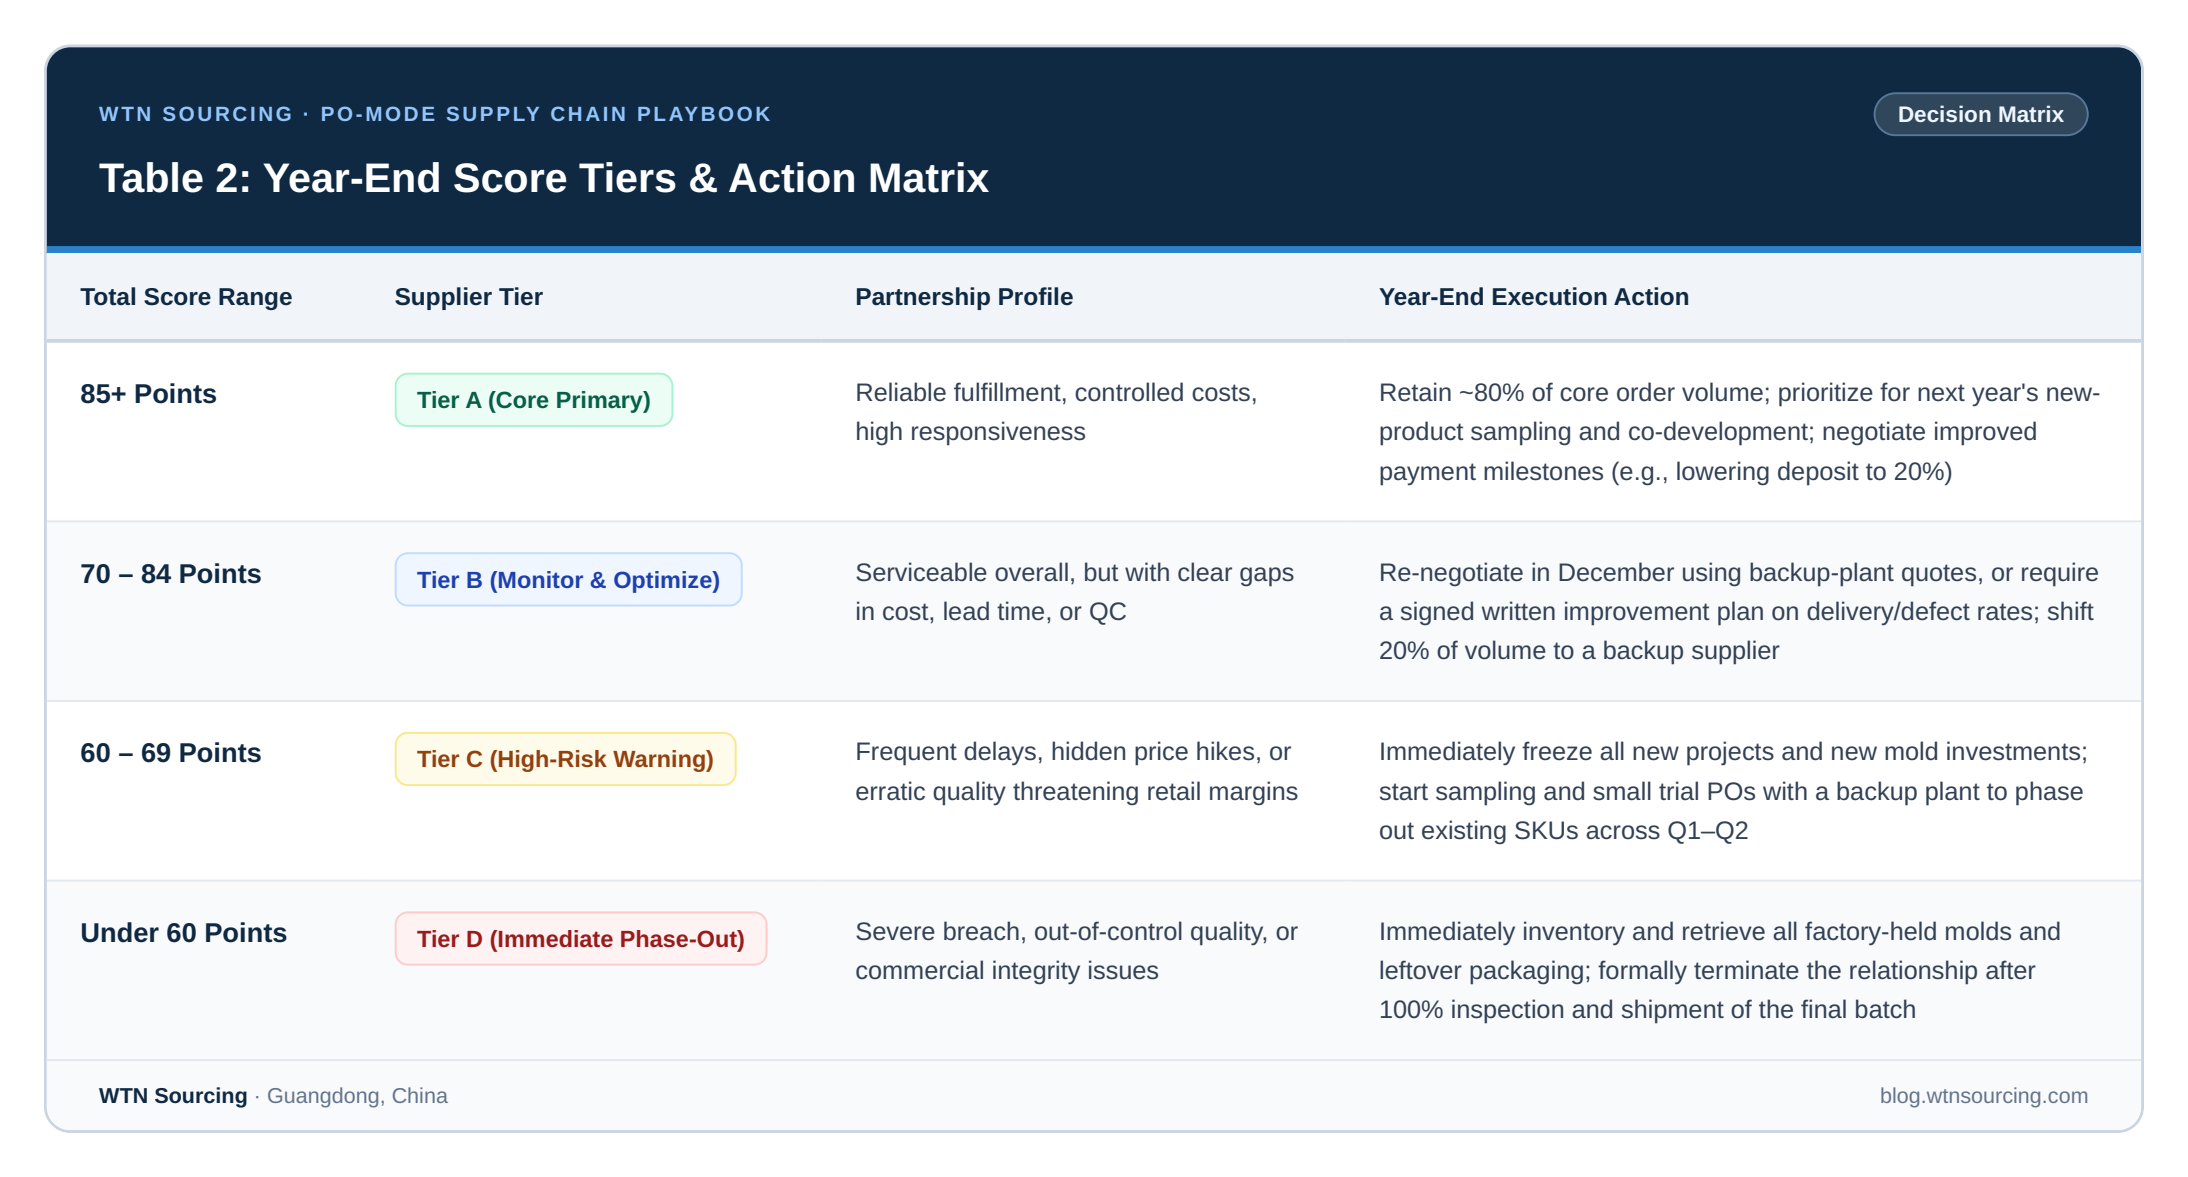 WTN SOURCING · PO-MODE SUPPLY CHAIN PLAYBOOK
Decision Matrix
Table 2: Year-End Score Tiers & Action Matrix
Total Score Range
Supplier Tier
Partnership Profile
Year-End Execution Action
85+ Points
Tier A (Core Primary)
Reliable fulfillment, controlled costs,
high responsiveness
Retain ~80% of core order volume; prioritize for next year's new-
product sampling and co-development; negotiate improved
payment milestones (e.g., lowering deposit to 20%)
70 – 84 Points
Tier B (Monitor & Optimize)
Serviceable overall, but with clear gaps
in cost, lead time, or QC
Re-negotiate in December using backup-plant quotes, or require
a signed written improvement plan on delivery/defect rates; shift
20% of volume to a backup supplier
60 – 69 Points
Tier C (High-Risk Warning)
Frequent delays, hidden price hikes, or
erratic quality threatening retail margins
Immediately freeze all new projects and new mold investments;
start sampling and small trial POs with a backup plant to phase
out existing SKUs across Q1–Q2
Under 60 Points
Tier D (Immediate Phase-Out)
Severe breach, out-of-control quality, or
commercial integrity issues
Immediately inventory and retrieve all factory-held molds and
leftover packaging; formally terminate the relationship after
100% inspection and shipment of the final batch
WTN Sourcing · Guangdong, China
blog.wtnsourcing.com